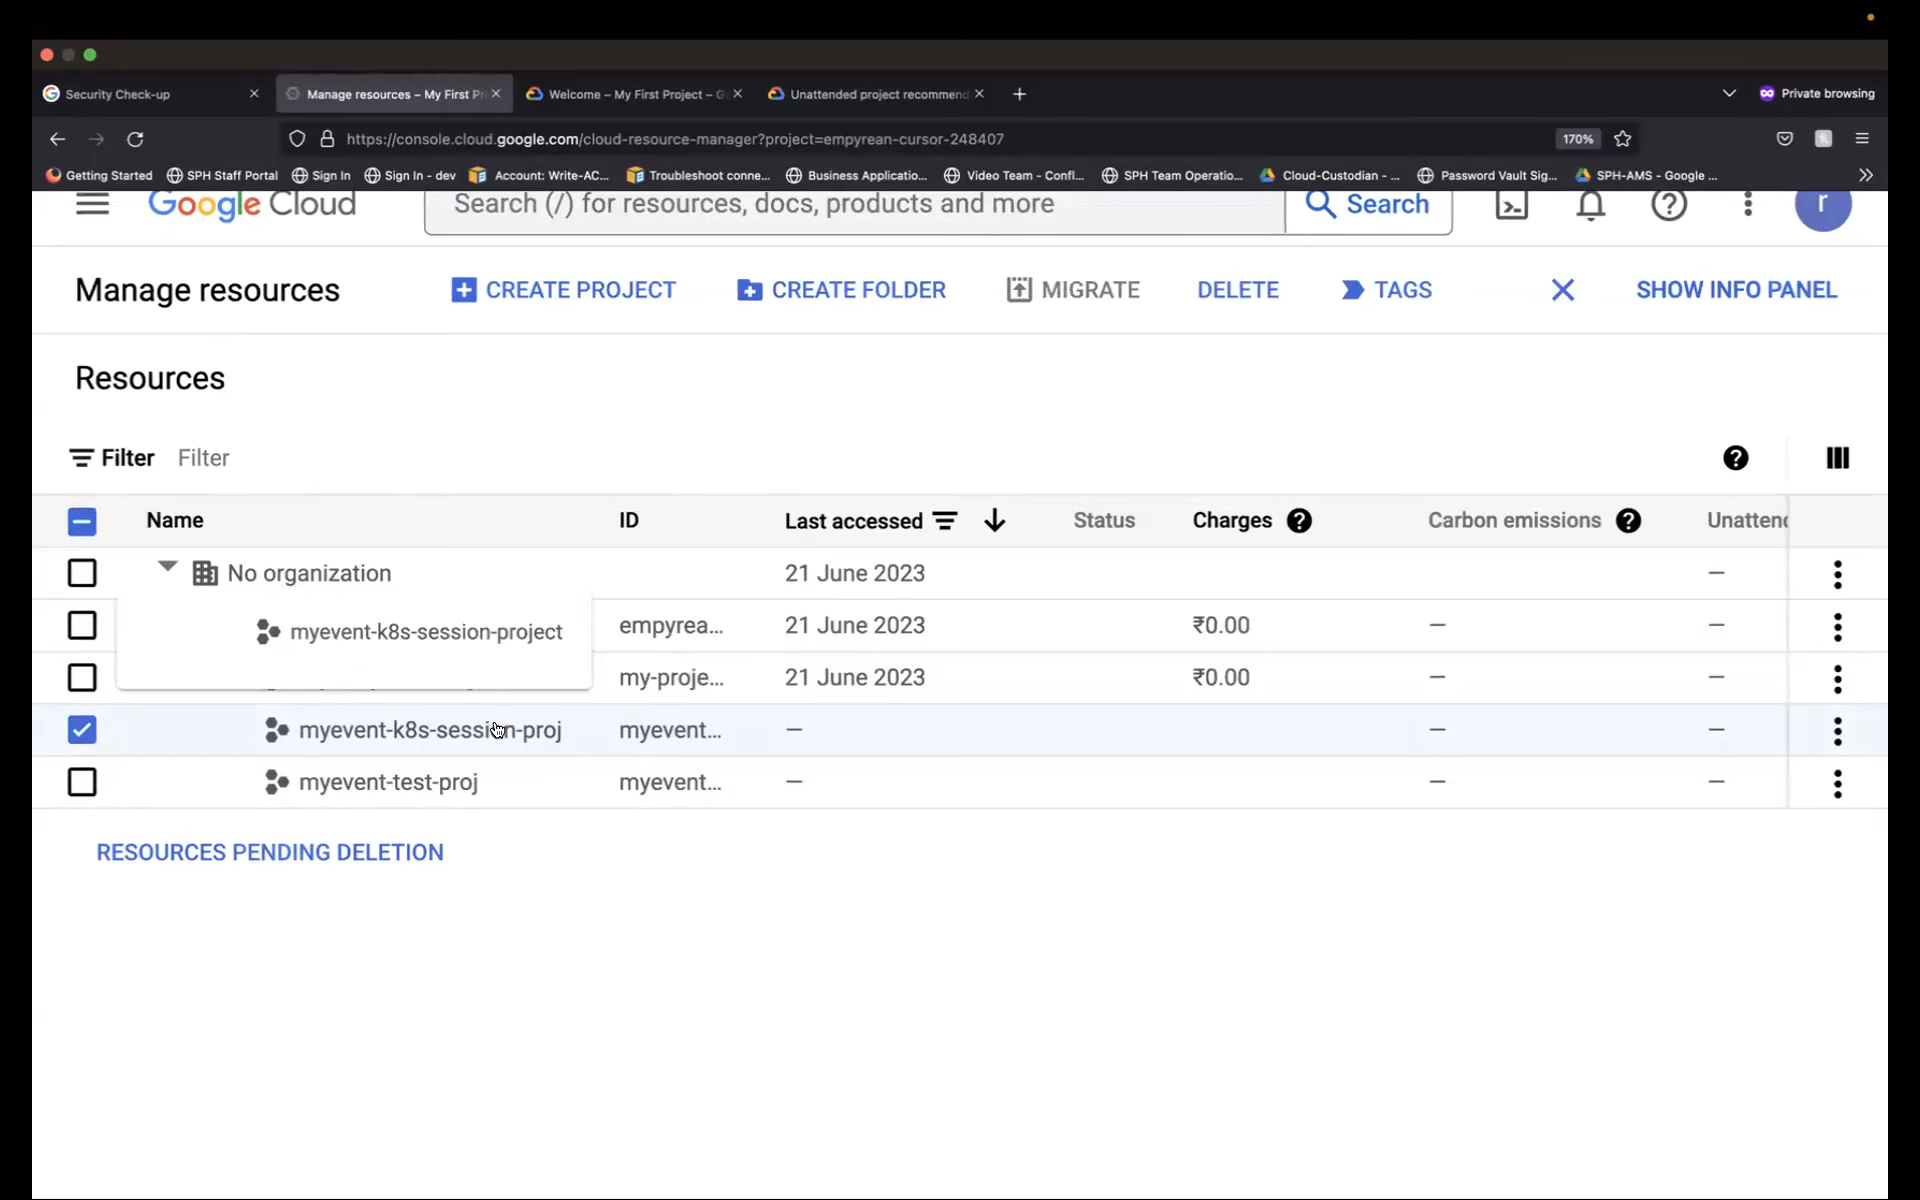 Security Check-up
Manage resources – My First Pr
Welcome – My First Project – G
Unattended project recommend
Private browsing
https://console.cloud.google.com/cloud-resource-manager?project=empyrean-cursor-248407
170%
Getting Started
SPH Staff Portal
Sign In
Sign In - dev
Account: Write-AC...
Troubleshoot conne...
Business Applicatio...
Video Team - Confl...
SPH Team Operatio...
Cloud-Custodian - ...
Password Vault Sig...
SPH-AMS - Google ...
Google Cloud
Search (/) for resources, docs, products and more
Search
r
Manage resources
CREATE PROJECT
CREATE FOLDER
MIGRATE
DELETE
TAGS
SHOW INFO PANEL
Resources
Filter Filter
Name ID Last accessed Status Charges Carbon emissions Unattend
No organization 21 June 2023 –
myevent-k8s-session-project
empyrea... 21 June 2023 ₹0.00 – –
my-proje... 21 June 2023 ₹0.00 – –
myevent-k8s-session-proj myevent... – – –
myevent-test-proj myevent... – – –
RESOURCES PENDING DELETION